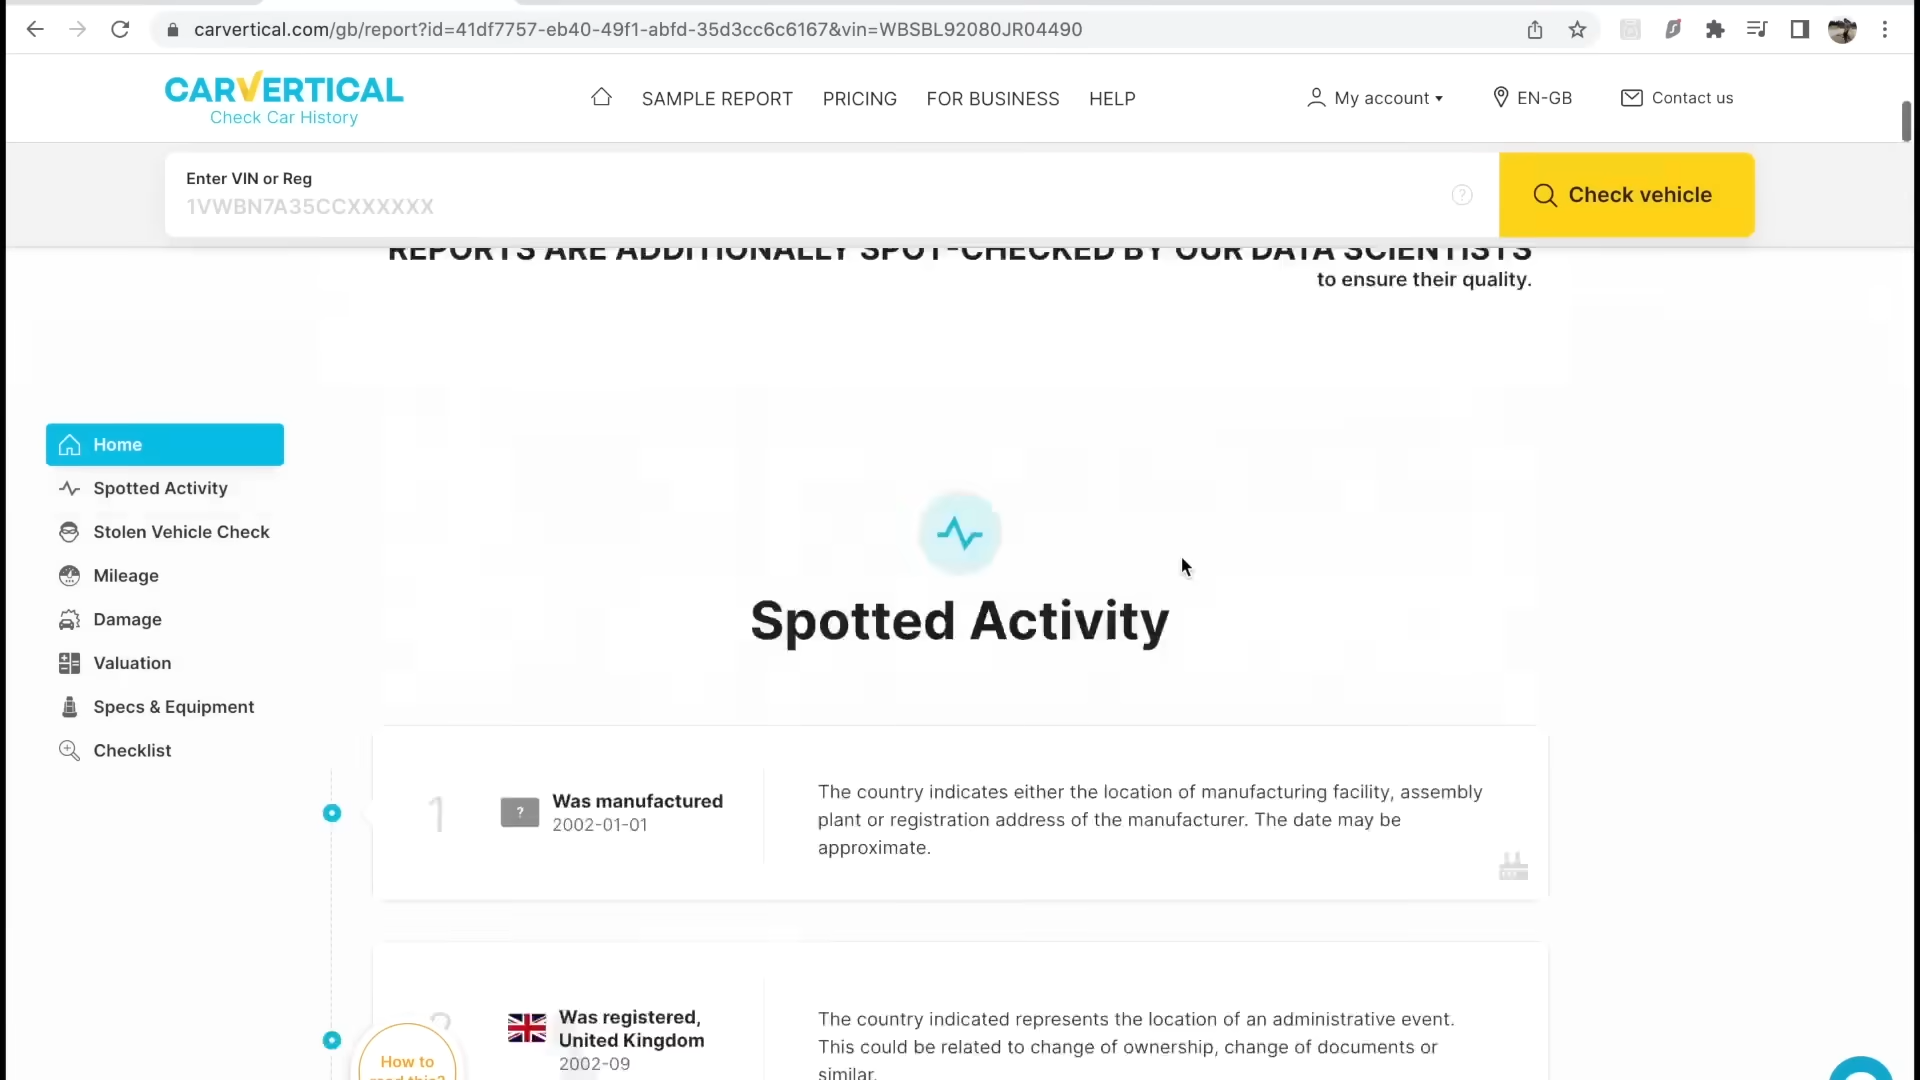 carvertical.com/gb/report?id=41df7757-eb40-49f1-abfd-35d3cc6c6167&vin=WBSBL92080JR04490
CARVERTICAL
Check Car History
SAMPLE REPORT
PRICING
FOR BUSINESS
HELP
My account
EN-GB
Contact us
Enter VIN or Reg
1VWBN7A35CCXXXXXX
?
Check vehicle
REPORTS ARE ADDITIONALLY SPOT-CHECKED BY OUR DATA SCIENTISTS
to ensure their quality.
Home
Spotted Activity
Stolen Vehicle Check
Mileage
Damage
Valuation
Specs & Equipment
Checklist
Spotted Activity
1
?
Was manufactured
2002-01-01
The country indicates either the location of manufacturing facility, assembly
plant or registration address of the manufacturer. The date may be
approximate.
2
Was registered,
United Kingdom
2002-09
The country indicated represents the location of an administrative event.
This could be related to change of ownership, change of documents or
similar.
How to
read this?